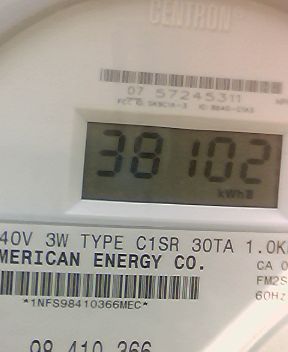 CENTRON®
07 57245311
38102
kWh
40V 3W TYPE C1SR 30TA 1.0K
MERICAN ENERGY CO.
CA 0
FM2S
*1NFS98410366MEC*
60Hz
98 410 366